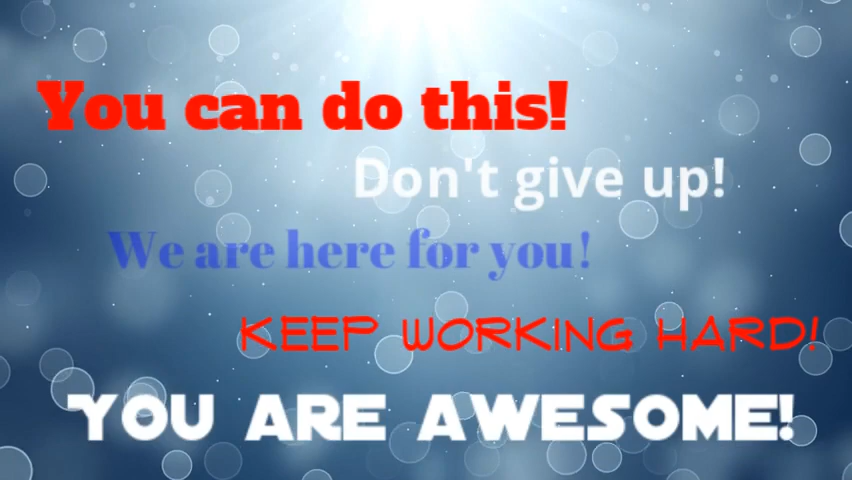 You can do this!
Don't give up!
We are here for you!
KEEP WORKING HARD!
YOU ARE AWESOME!